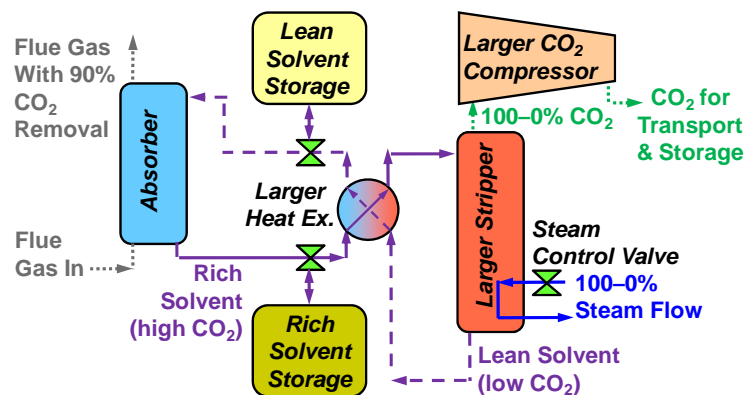 Flue Gas
With 90%
CO₂
Removal
Absorber
Flue
Gas In
Lean
Solvent
Storage
Larger
Heat Ex.
Rich
Solvent
(high CO₂)
Rich
Solvent
Storage
Larger CO₂
Compressor
100–0% CO₂
CO₂ for
Transport
& Storage
Larger Stripper
Steam
Control Valve
100–0%
Steam Flow
Lean Solvent
(low CO₂)